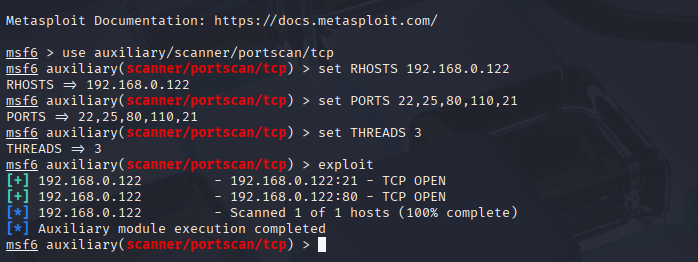 Metasploit Documentation: https://docs.metasploit.com/
msf6 > use auxiliary/scanner/portscan/tcp
msf6 auxiliary(scanner/portscan/tcp) > set RHOSTS 192.168.0.122
RHOSTS ⇒ 192.168.0.122
msf6 auxiliary(scanner/portscan/tcp) > set PORTS 22,25,80,110,21
PORTS ⇒ 22,25,80,110,21
msf6 auxiliary(scanner/portscan/tcp) > set THREADS 3
THREADS ⇒ 3
msf6 auxiliary(scanner/portscan/tcp) > exploit
[+] 192.168.0.122         - 192.168.0.122:21 - TCP OPEN
[+] 192.168.0.122         - 192.168.0.122:80 - TCP OPEN
[*] 192.168.0.122         - Scanned 1 of 1 hosts (100% complete)
[*] Auxiliary module execution completed
msf6 auxiliary(scanner/portscan/tcp) >